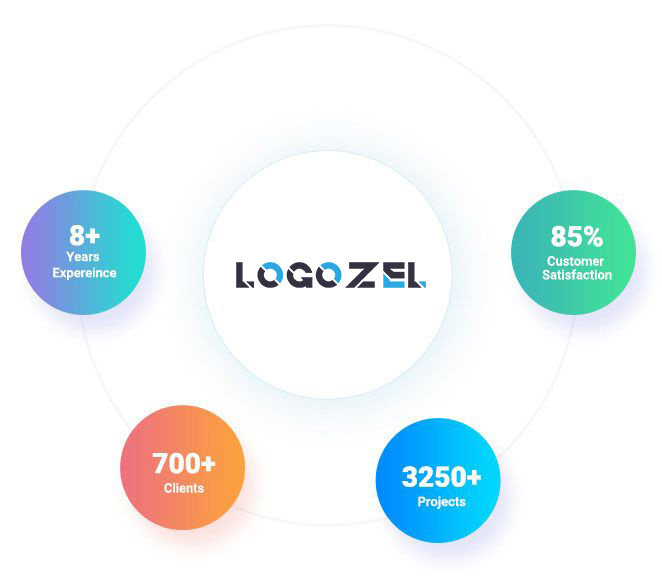 8+
Years
Expereince
85%
Customer
Satisfaction
LOGOZEL
700+
Clients
3250+
Projects